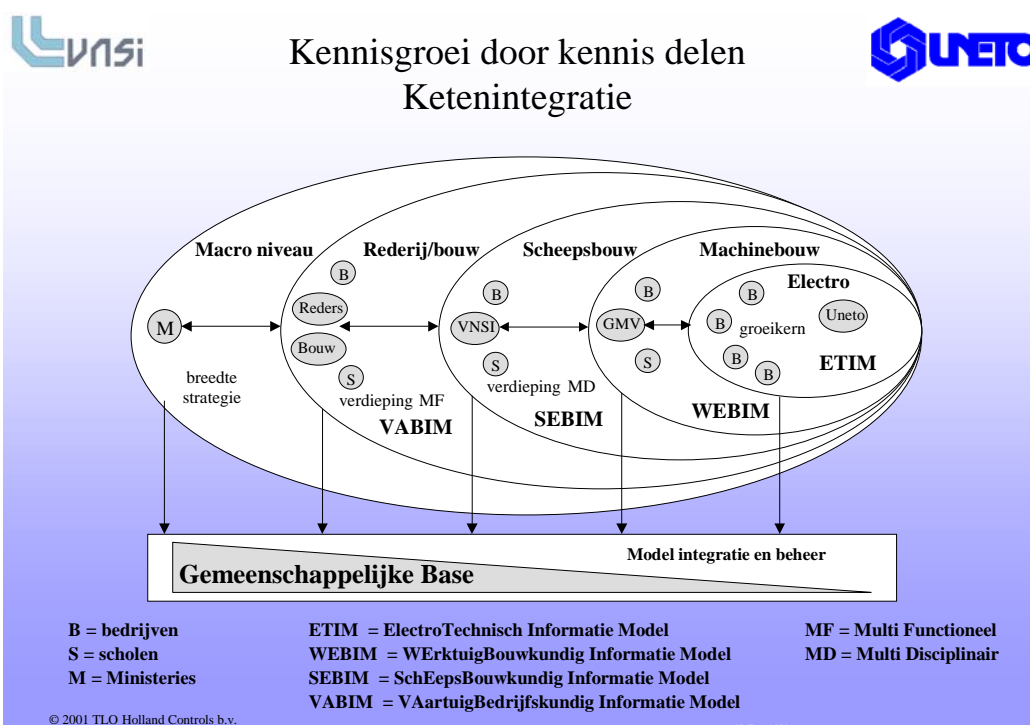 VNSI
UNETO
Kennisgroei door kennis delen
Ketenintegratie
Macro niveau
Rederij/bouw
Scheepsbouw
Machinebouw
Electro
B
B
B
B
Reders
Uneto
M
VNSI
GMV
B
groeikern
Bouw
B
S
S
S
B
ETIM
breedte
strategie
verdieping MF
verdieping MD
VABIM
SEBIM
WEBIM
Model integratie en beheer
Gemeenschappelijke Base
B = bedrijven
S = scholen
M = Ministeries
ETIM = ElectroTechnisch Informatie Model
WEBIM = WErktuigBouwkundig Informatie Model
SEBIM = SchEepsBouwkundig Informatie Model
VABIM = VAartuigBedrijfskundig Informatie Model
MF = Multi Functioneel
MD = Multi Disciplinair
© 2001 TLO Holland Controls b.v.